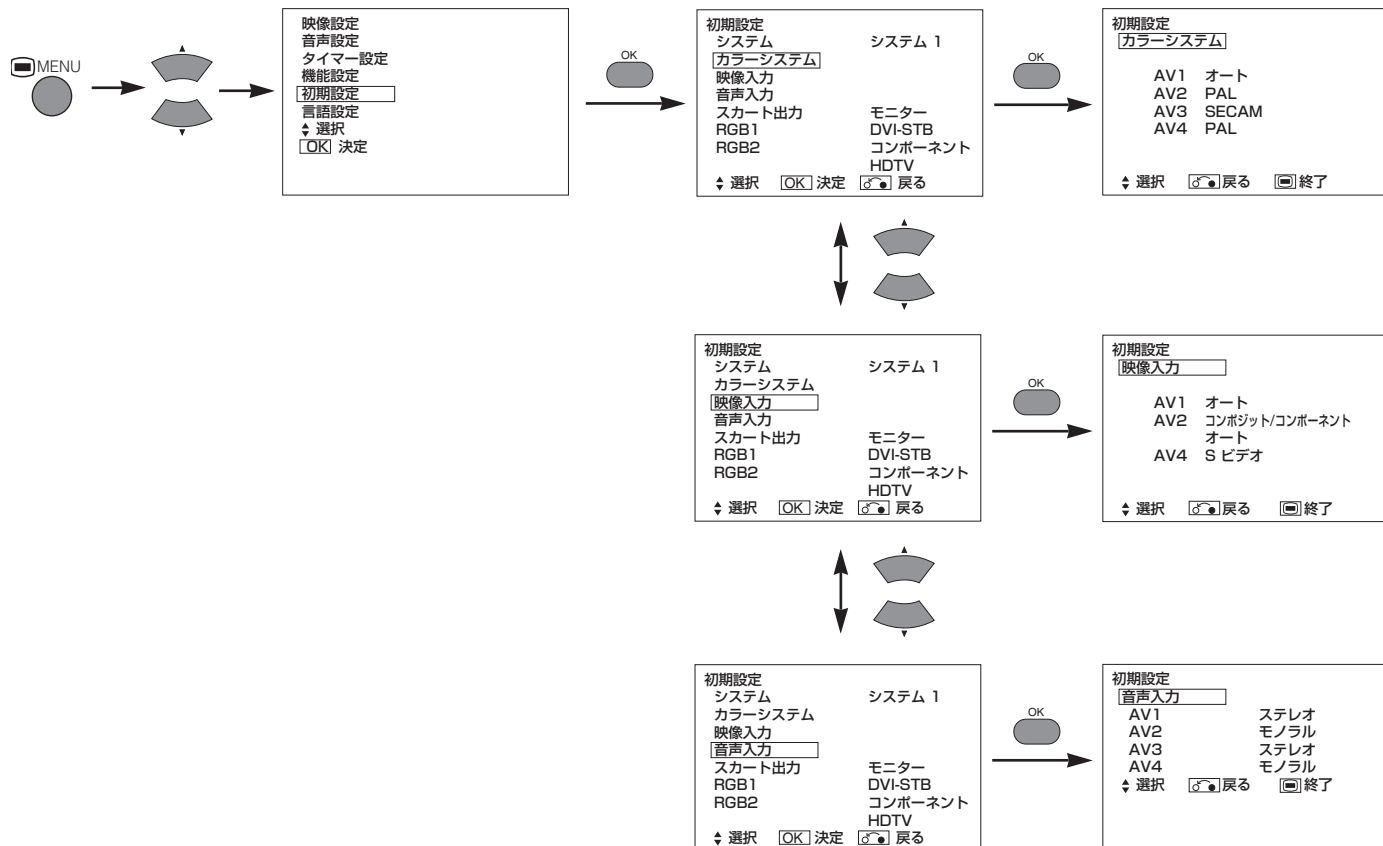 MENU
映像設定
音声設定
タイマー設定
機能設定
初期設定
言語設定
選択
OK 決定
OK
初期設定
システム システム 1
カラーシステム
映像入力
音声入力
スカート出力 モニター
RGB1 DVI-STB
RGB2 コンポーネント
HDTV
選択 OK 決定 戻る
OK
初期設定
カラーシステム
AV1 オート
AV2 PAL
AV3 SECAM
AV4 PAL
選択 戻る 終了
初期設定
システム システム 1
カラーシステム
映像入力
音声入力
スカート出力 モニター
RGB1 DVI-STB
RGB2 コンポーネント
HDTV
選択 OK 決定 戻る
OK
初期設定
映像入力
AV1 オート
AV2 コンポジット/コンポーネント
オート
AV4 S ビデオ
選択 戻る 終了
初期設定
システム システム 1
カラーシステム
映像入力
音声入力
スカート出力 モニター
RGB1 DVI-STB
RGB2 コンポーネント
HDTV
選択 OK 決定 戻る
OK
初期設定
音声入力
AV1 ステレオ
AV2 モノラル
AV3 ステレオ
AV4 モノラル
選択 戻る 終了